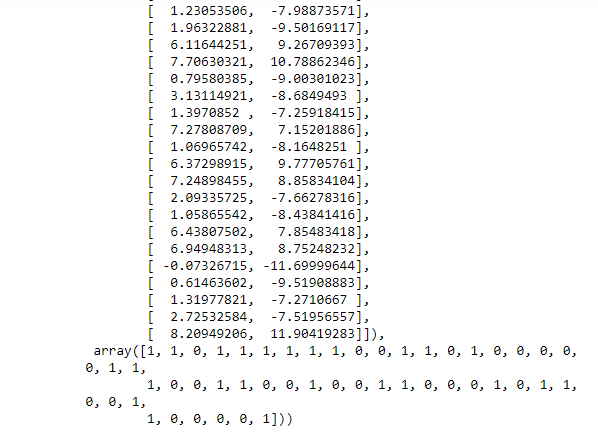 [  1.23053506,  -7.98873571],
[  1.96322881,  -9.50169117],
[  6.11644251,   9.26709393],
[  7.70630321,  10.78862346],
[  0.79580385,  -9.00301023],
[  3.13114921,  -8.6849493 ],
[  1.3970852 ,  -7.25918415],
[  7.27808709,   7.15201886],
[  1.06965742,  -8.1648251 ],
[  6.37298915,   9.77705761],
[  7.24898455,   8.85834104],
[  2.09335725,  -7.66278316],
[  1.05865542,  -8.43841416],
[  6.43807502,   7.85483418],
[  6.94948313,   8.75248232],
[ -0.07326715, -11.69999644],
[  0.61463602,  -9.51908883],
[  1.31977821,  -7.2710667 ],
[  2.72532584,  -7.51956557],
[  8.20949206,  11.90419283]]),
array([1, 1, 0, 1, 1, 1, 1, 1, 1, 0, 0, 1, 1, 0, 1, 0, 0, 0, 0,
0, 1, 1,
1, 0, 0, 1, 1, 0, 0, 1, 0, 0, 1, 1, 0, 0, 0, 1, 0, 1, 1,
0, 0, 1,
1, 0, 0, 0, 0, 1]))